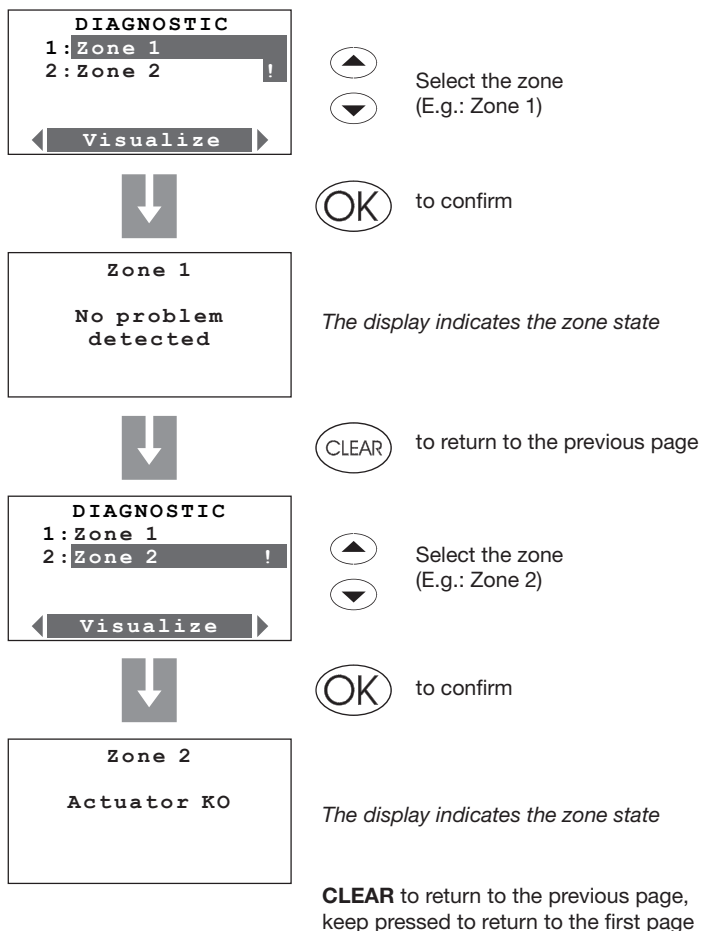 DIAGNOSTIC
1:Zone 1
2:Zone 2 !
Visualize
Select the zone
(E.g.: Zone 1)
OK
to confirm
Zone 1
No problem
detected
The display indicates the zone state
CLEAR
to return to the previous page
DIAGNOSTIC
1:Zone 1
2:Zone 2 !
Visualize
Select the zone
(E.g.: Zone 2)
OK
to confirm
Zone 2
Actuator KO
The display indicates the zone state
CLEAR to return to the previous page,
keep pressed to return to the first page